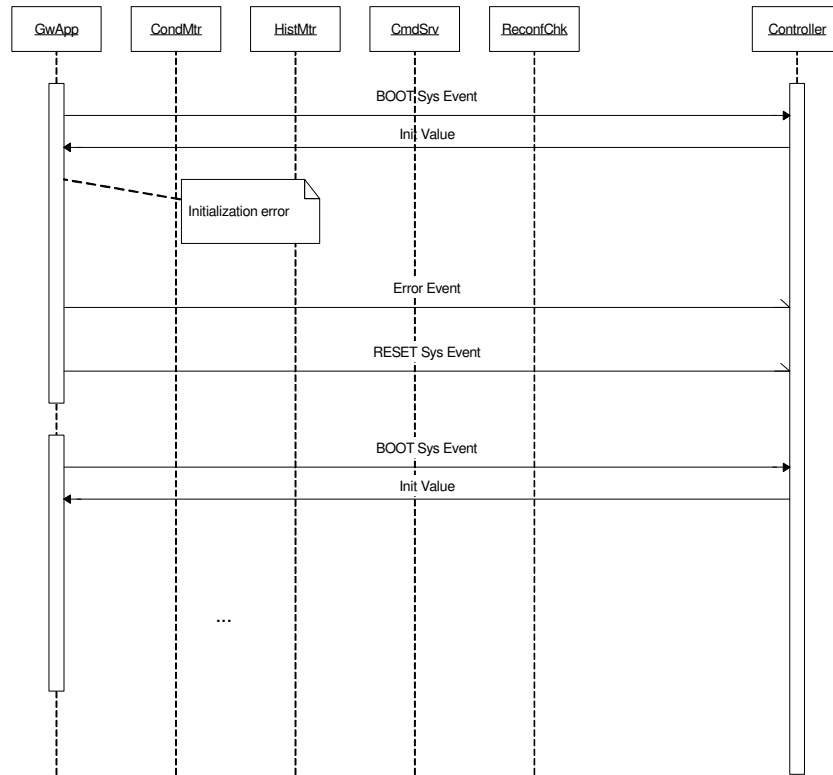 GwApp
CondMtr
HistMtr
CmdSrv
ReconfChk
Controller
BOOT Sys Event
Init Value
Initialization error
Error Event
RESET Sys Event
BOOT Sys Event
Init Value
...